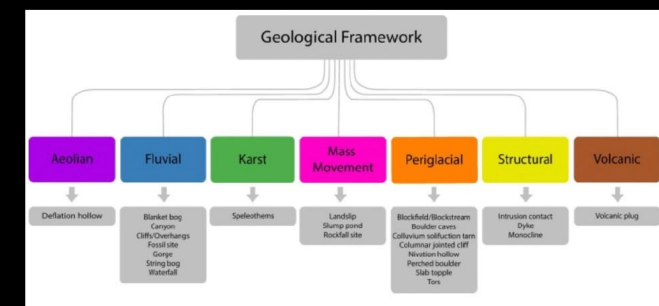 Geological Framework
Aeolian
Fluvial
Karst
Mass
Movement
Periglacial
Structural
Volcanic
Deflation hollow
Blanket bog
Canyon
Cliffs/Overhangs
Fossil site
Gorge
String bog
Waterfall
Speleothems
Landslip
Slump pond
Rockfall site
Blockfield/Bockstream
Boulder caves
Colluvium solifuction tarn
Columnar jointed cliff
Nivation hollow
Perched boulder
Slab topple
Tors
Intrusion contact
Dyke
Monocline
Volcanic plug